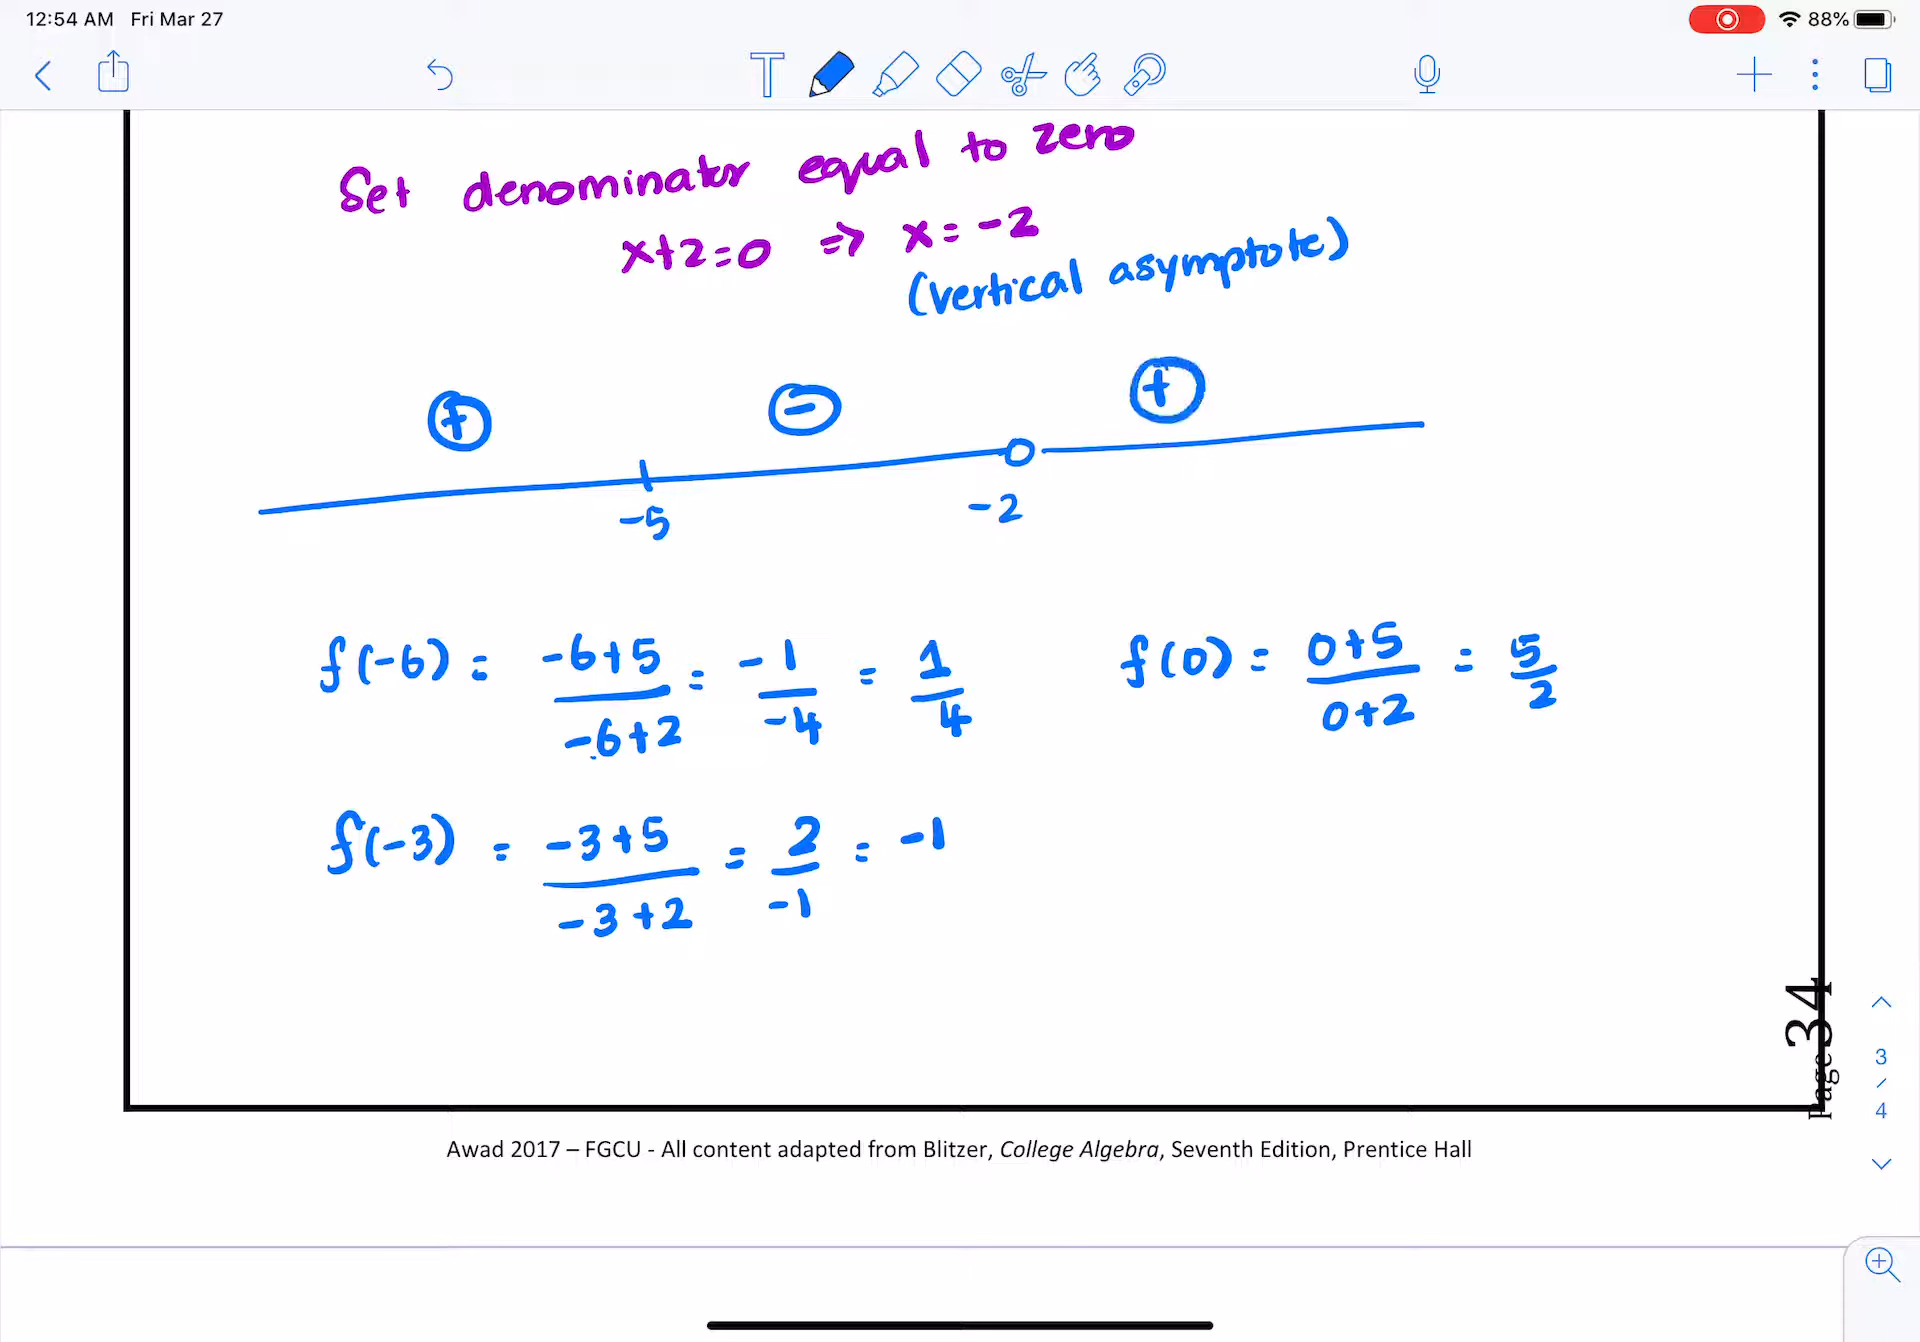 12:54 AM Fri Mar 27
88%
Set denominator equal to zero
x+2=0 => x=-2
(vertical asymptote)
+ - +
-5 -2
f(-6) = -6+5/-6+2 = -1/-4 = 1/4
f(0) = 0+5/0+2 = 5/2
f(-3) = -3+5/-3+2 = 2/-1 = -1
Page 34
3/4
Awad 2017 – FGCU - All content adapted from Blitzer, College Algebra, Seventh Edition, Prentice Hall